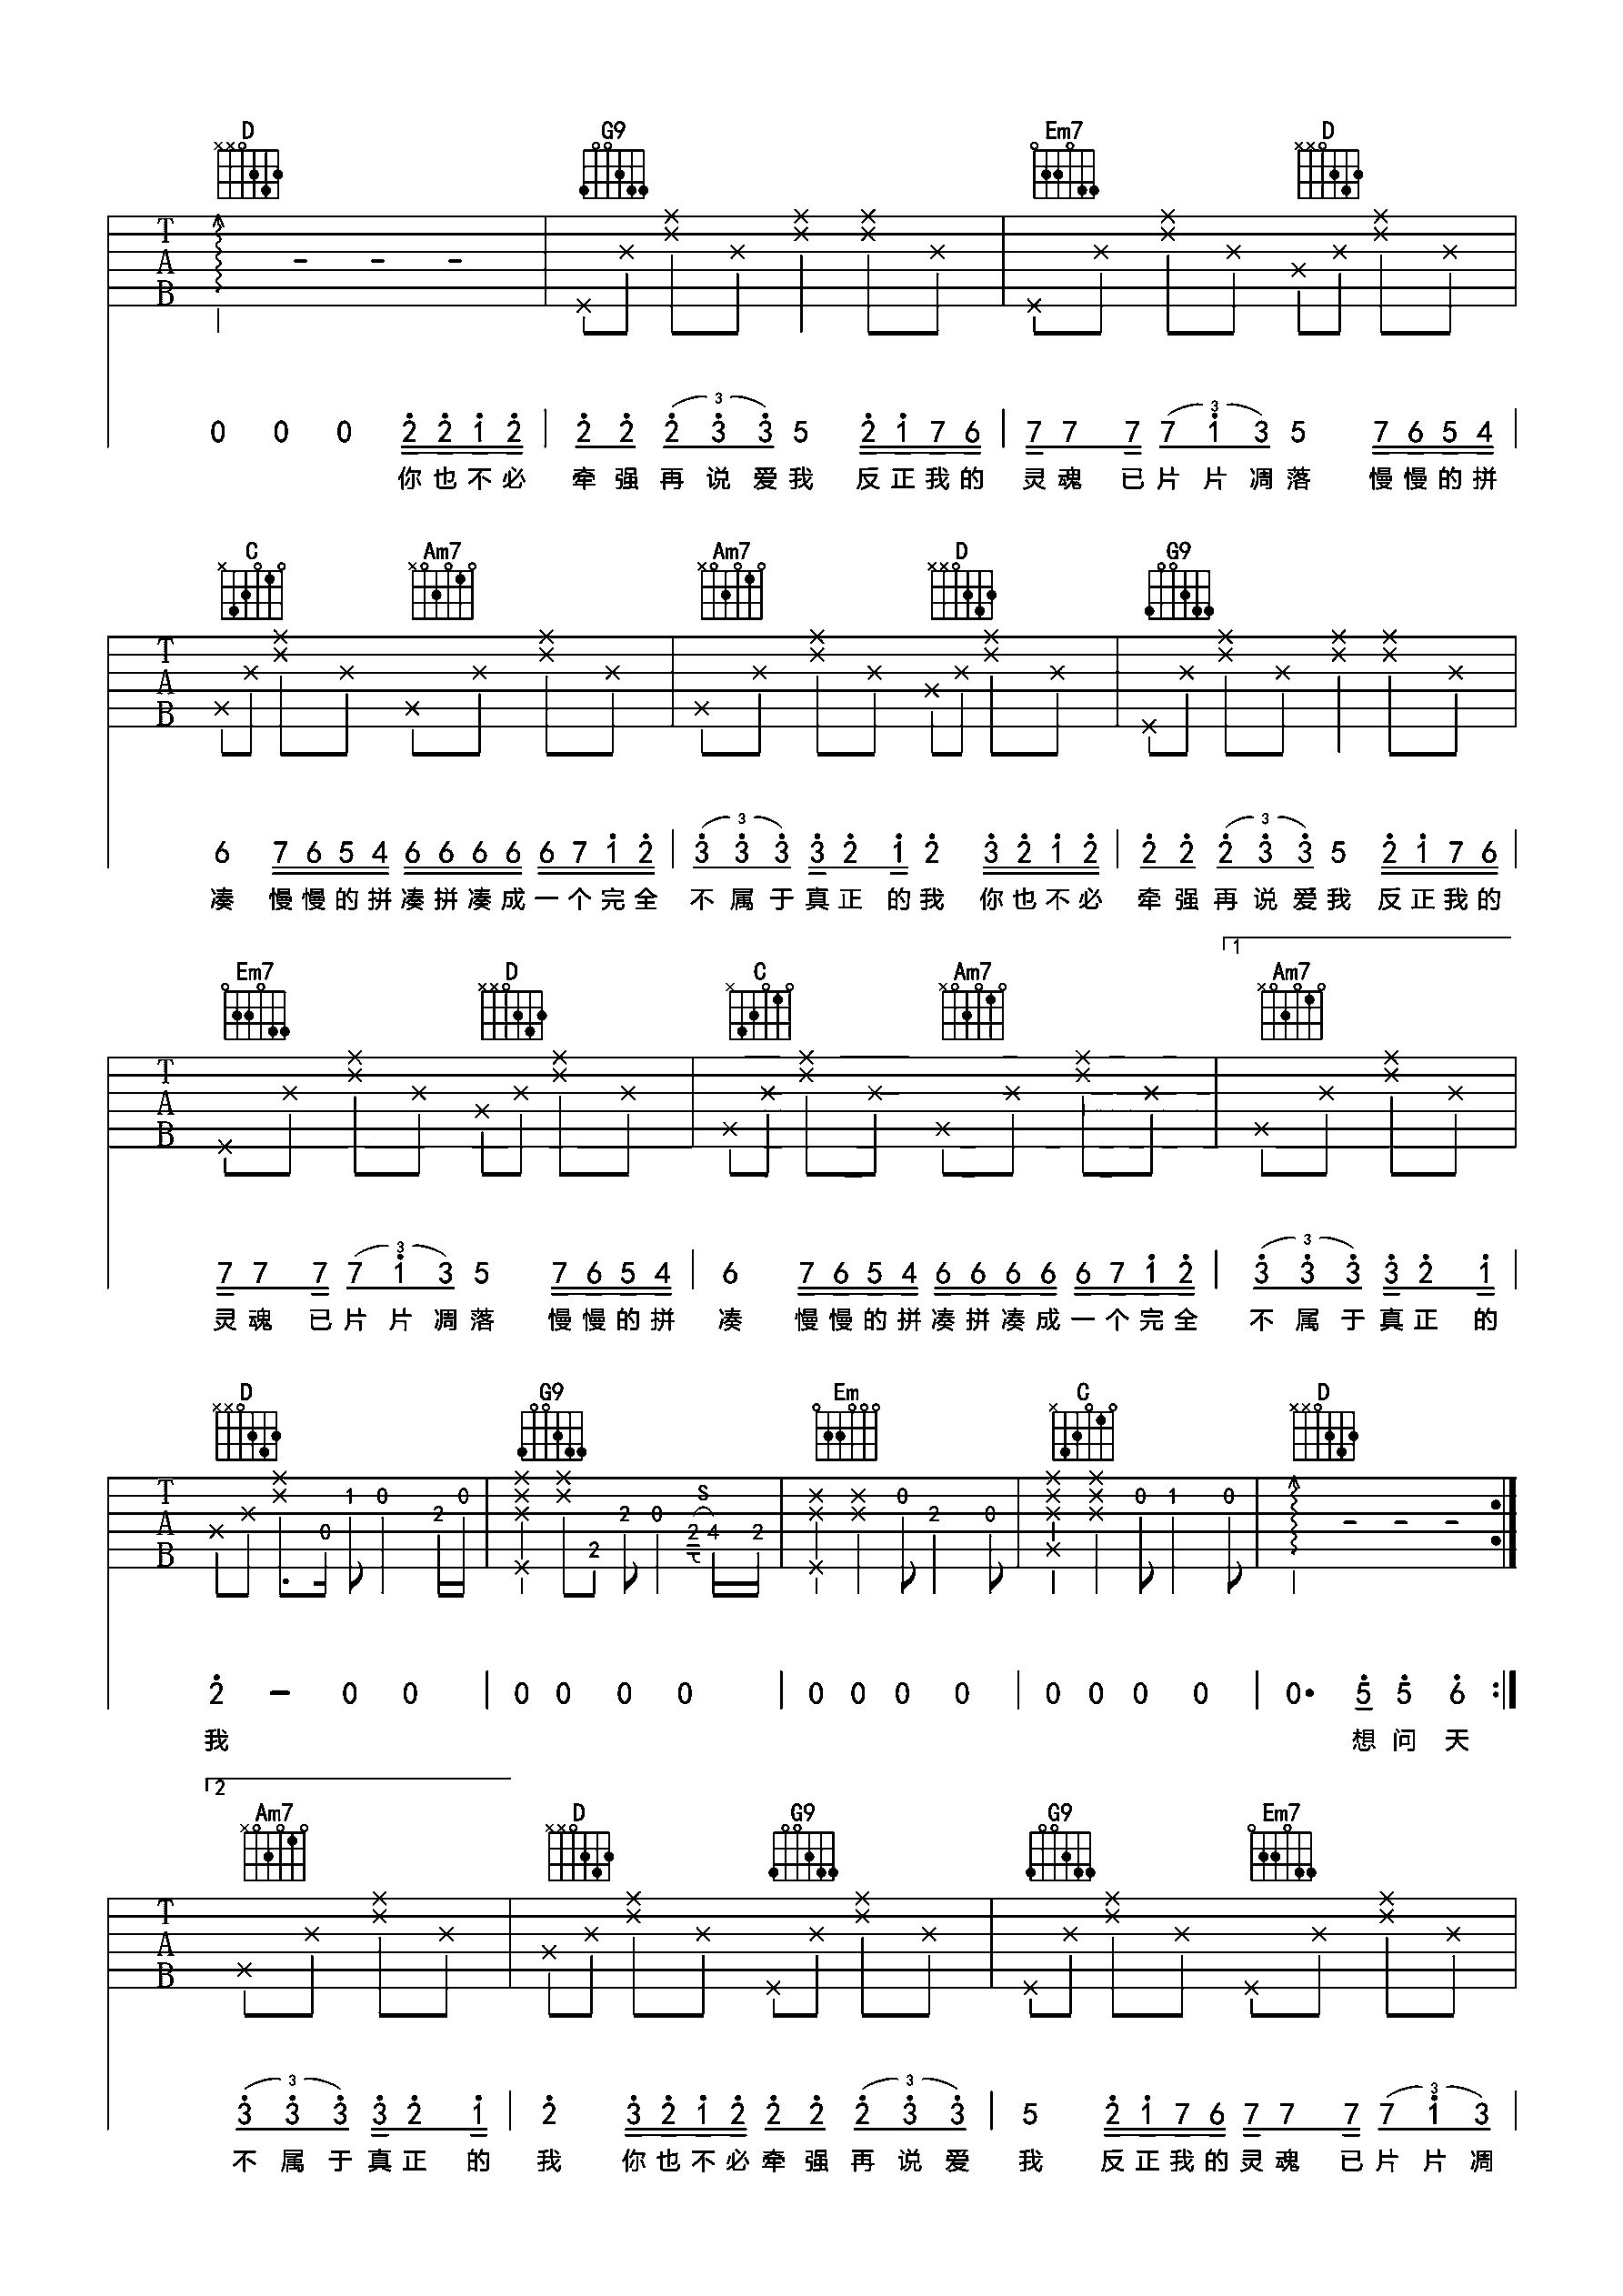 D G9 Em7 D
T A B
0 0 0 2 2 1 2 2 2 2 3 3 5 2 1 7 6 7 7 7 7 1 3 5 7 6 5 4
你也不必 牵强再说爱我 反正我的 灵魂 已片片凋落 慢慢的拼
C Am7 Am7 D G9
T A B
6 7 6 5 4 6 6 6 6 6 7 1 2 3 3 3 3 2 1 2 3 2 1 2 2 2 2 3 3 5 2 1 7 6
凑 慢慢的拼凑拼凑成一个完全 不属于真正 的我 你也不必 牵强再说爱我 反正我的
1
Em7 D C Am7 Am7
T A B
7 7 7 7 1 3 5 7 6 5 4 6 7 6 5 4 6 6 6 6 6 7 1 2 3 3 3 3 2 1
灵魂 已片片凋落 慢慢的拼 凑 慢慢的拼凑拼凑成一个完全 不属于真正 的
D G9 Em C D
T A B 0 1 0 2 0 2 2 0 S 2 4 2 0 2 0 0 1 0
2 - 0 0 0 0 0 0 0 0 0 0 0 0 0 0 0· 5 5 6
我 想问天
2
Am7 D G9 G9 Em7
T A B
3 3 3 3 2 1 2 3 2 1 2 2 2 2 3 3 5 2 1 7 6 7 7 7 7 1 3
不属于真正 的 我 你也不必牵强再说爱 我 反正我的灵魂 已片片凋